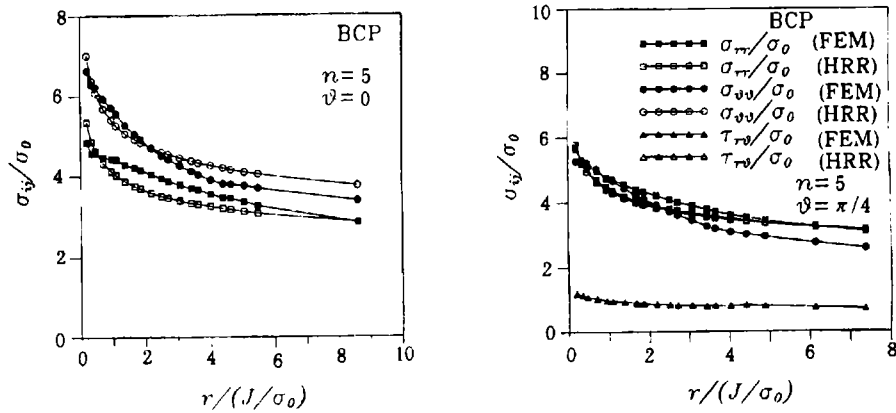 8
6
4
2
0
BCP
n=5
ϑ=0
σij/σ0
0 2 4 6 8 10
r/(J/σ0)
10
8
6
4
2
0
BCP
σrr/σ0 (FEM)
σrr/σ0 (HRR)
σϑϑ/σ0 (FEM)
σϑϑ/σ0 (HRR)
τrϑ/σ0 (FEM)
τrϑ/σ0 (HRR)
n=5
ϑ=π/4
σij/σ0
0 2 4 6 8
r/(J/σ0)